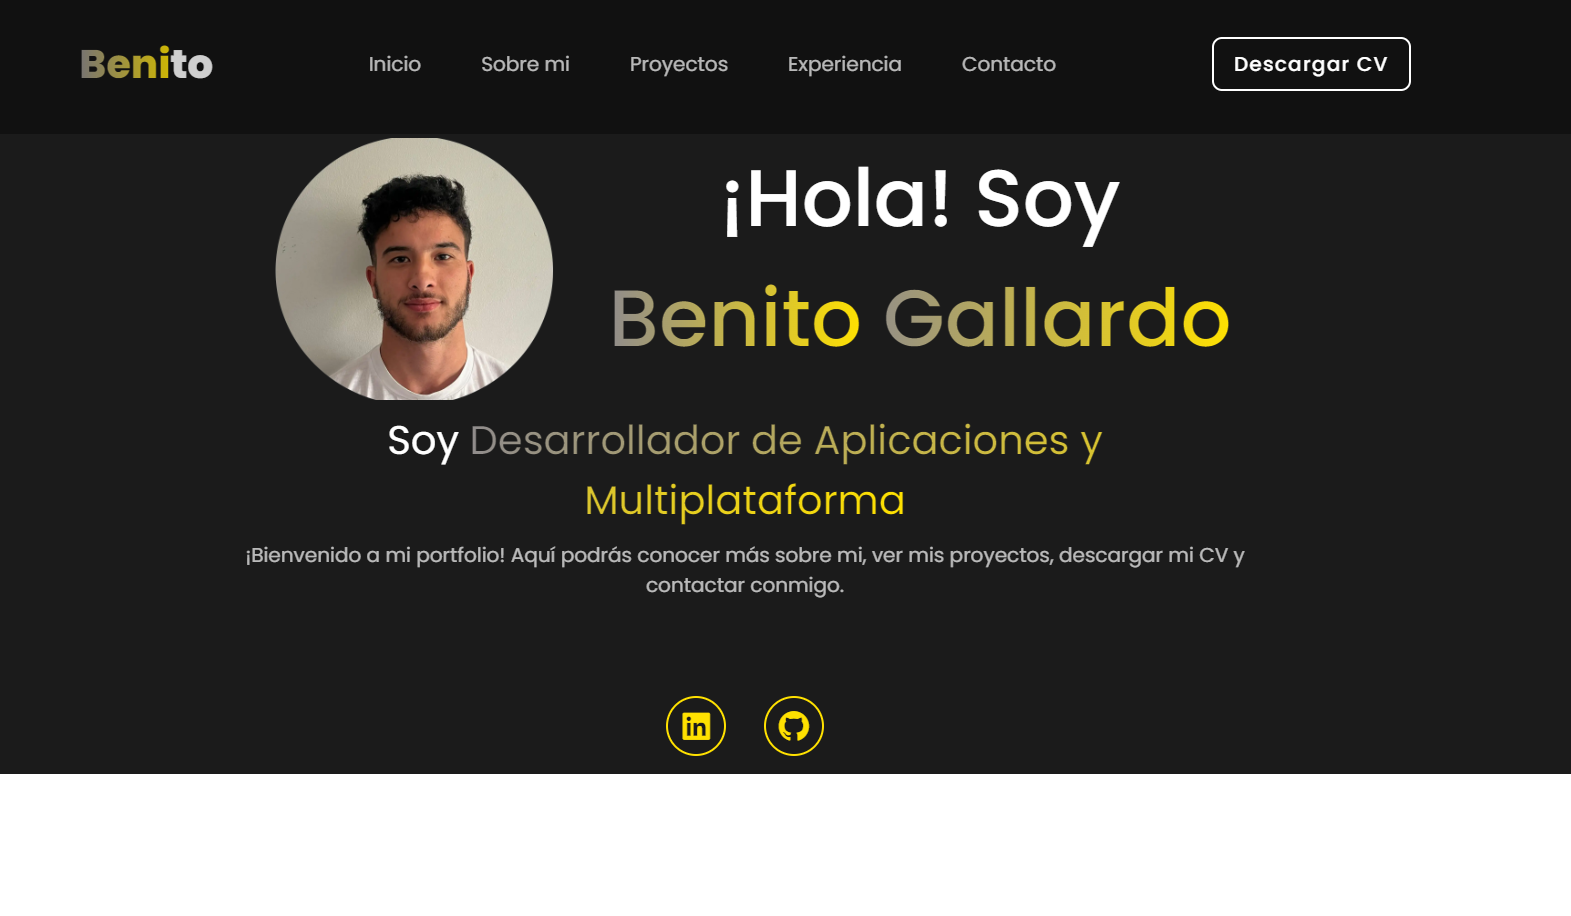 Benito
Inicio
Sobre mi
Proyectos
Experiencia
Contacto
Descargar CV
¡Hola! Soy
Benito Gallardo
Soy Desarrollador de Aplicaciones y
Multiplataforma
¡Bienvenido a mi portfolio! Aquí podrás conocer más sobre mi, ver mis proyectos, descargar mi CV y
contactar conmigo.
in